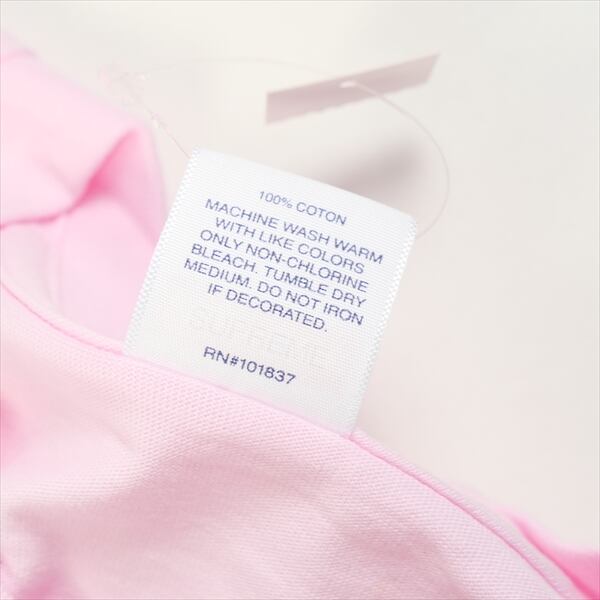 100% COTON
MACHINE WASH WARM
WITH LIKE COLORS
ONLY NON-CHLORINE
BLEACH. TUMBLE DRY
MEDIUM. DO NOT IRON
IF DECORATED.
SUPREME
RN#101837